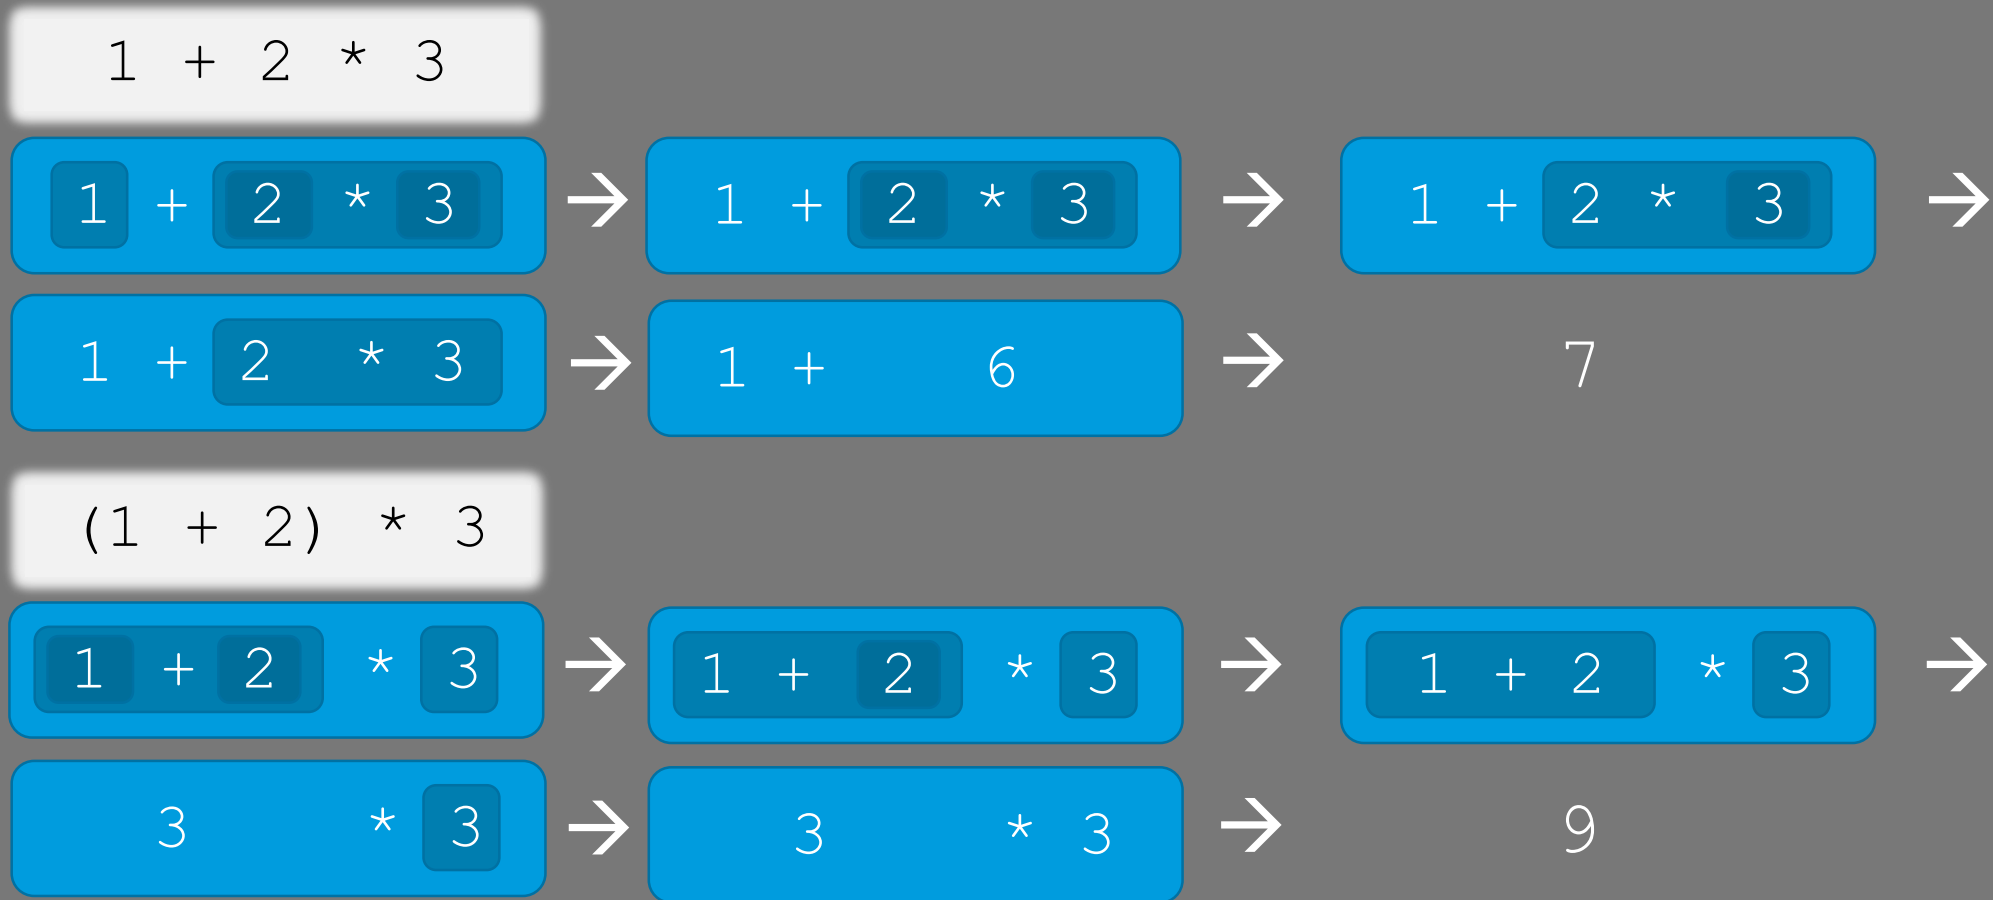 1 + 2 * 3
1 + 2 * 3 → 1 + 2 * 3 → 1 + 2 * 3 →
1 + 2 * 3 → 1 + 6 → 7
(1 + 2) * 3
1 + 2 * 3 → 1 + 2 * 3 → 1 + 2 * 3 →
3 * 3 → 3 * 3 → 9